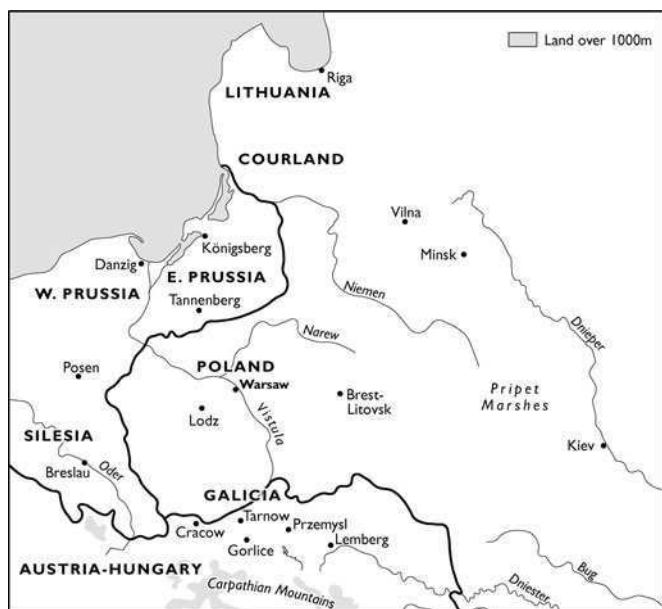 Land over 1000m
Riga
LITHUANIA
COURLAND
Vilna
Königsberg
Minsk
Danzig
E. PRUSSIA
W. PRUSSIA
Tannenberg
Niemen
Dnieper
Narew
POLAND
Posen
Warsaw
Brest-
Litovsk
Pripet
Marshes
Lodz
Vistula
SILESIA
Kiev
Breslau
Oder
GALICIA
Tarnow
Przemysl
Cracow
Gorlice
Lemberg
AUSTRIA-HUNGARY
Bug
Carpathian Mountains
Dniester